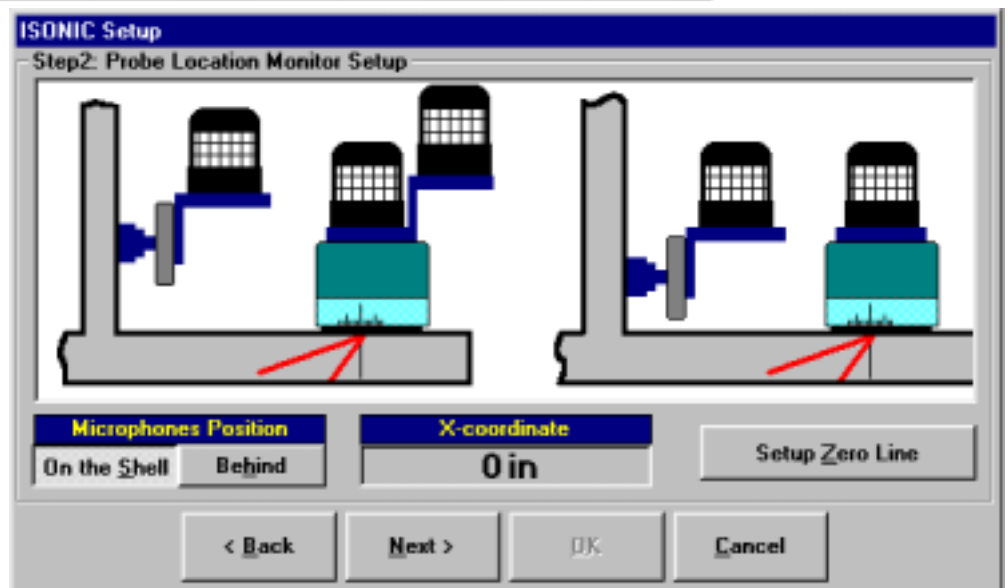 ISONIC Setup
Step2: Probe Location Monitor Setup
Microphones Position
X-coordinate
On the Shell
Behind
0 in
Setup Zero Line
< Back
Next >
OK
Cancel